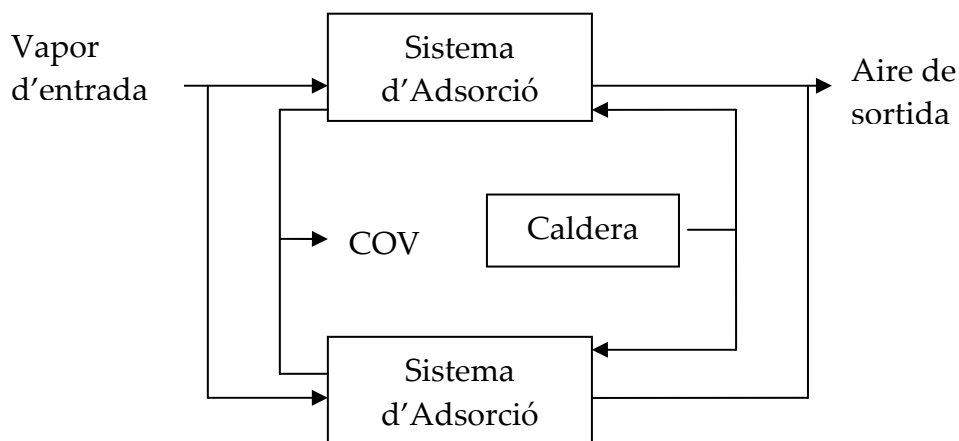 Vapor
d’entrada
Sistema
d’Adsorció
Aire de
sortida
COV
Caldera
Sistema
d’Adsorció